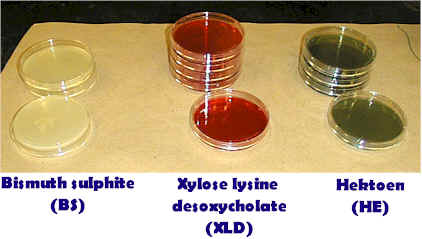 Bismuth sulphite
(BS)
Xylose lysine
desoxycholate
(XLD)
Hektoen
(HE)